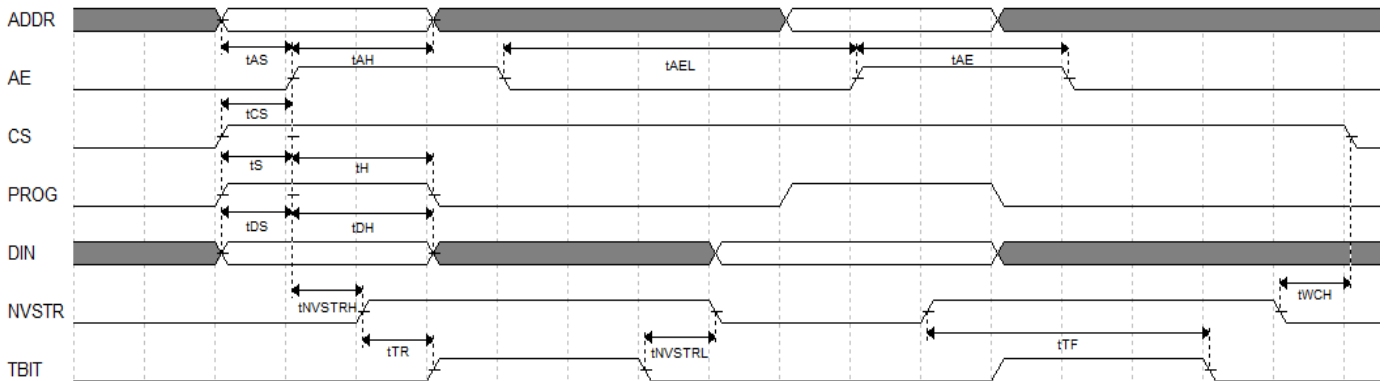 ADDR
tAS tAH tAEL tAE
AE
tCS
CS
tS tH
PROG
tDS tDH
DIN
tNVSTRH tWCH
NVSTR
tTR tNVSTRL tTF
TBIT